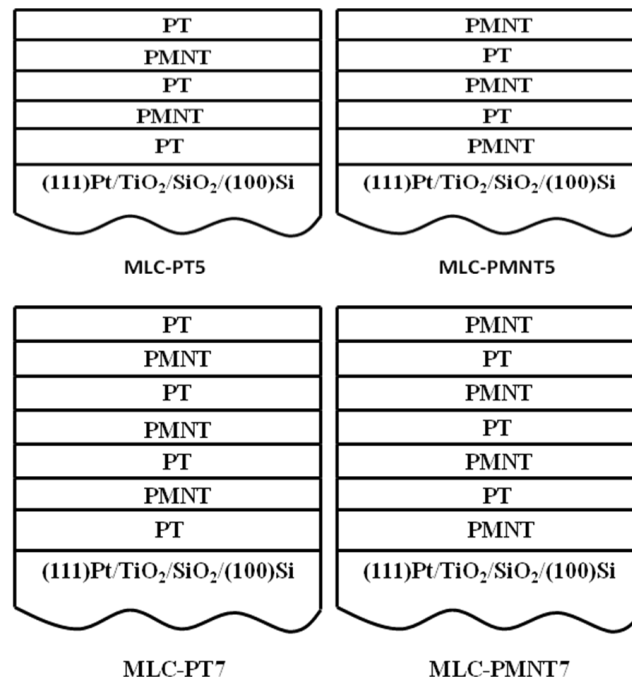 PT
PMNT
PT
PMNT
PT
(111)Pt/TiO₂/SiO₂/(100)Si
MLC-PT5
PMNT
PT
PMNT
PT
PMNT
(111)Pt/TiO₂/SiO₂/(100)Si
MLC-PMNT5
PT
PMNT
PT
PMNT
PT
PMNT
PT
(111)Pt/TiO₂/SiO₂/(100)Si
MLC-PT7
PMNT
PT
PMNT
PT
PMNT
PT
PMNT
(111)Pt/TiO₂/SiO₂/(100)Si
MLC-PMNT7